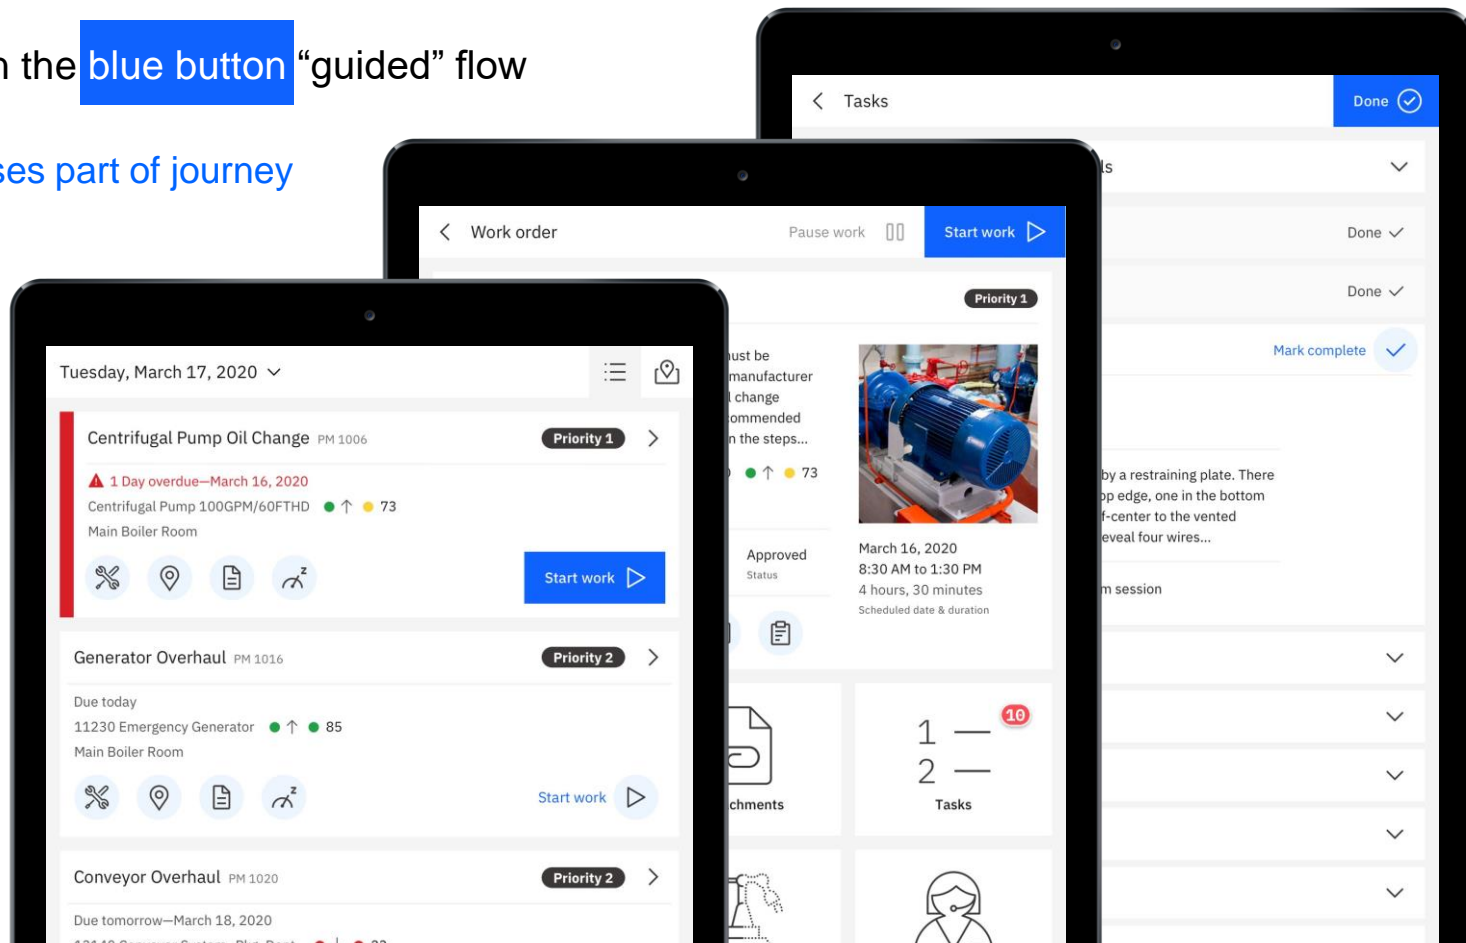 the blue button “guided” flow
part of journey
Tuesday, March 17, 2020
Centrifugal Pump Oil Change PM 1006 Priority 1
1 Day overdue—March 16, 2020
Centrifugal Pump 100GPM/60FTHD 73
Main Boiler Room
Start work
Generator Overhaul PM 1016 Priority 2
Due today
11230 Emergency Generator 85
Main Boiler Room
Start work
Conveyor Overhaul PM 1020 Priority 2
Due tomorrow—March 18, 2020
Work order Pause work Start work
Priority 1
be
manufacturer
change
the steps...
73
Approved
Status
March 16, 2020
8:30 AM to 1:30 PM
4 hours, 30 minutes
Scheduled date & duration
10
1
2
Tasks
Tasks Done
Done
Done
Mark complete
by a restraining plate. There
edge, one in the bottom
to the vented
four wires...
session